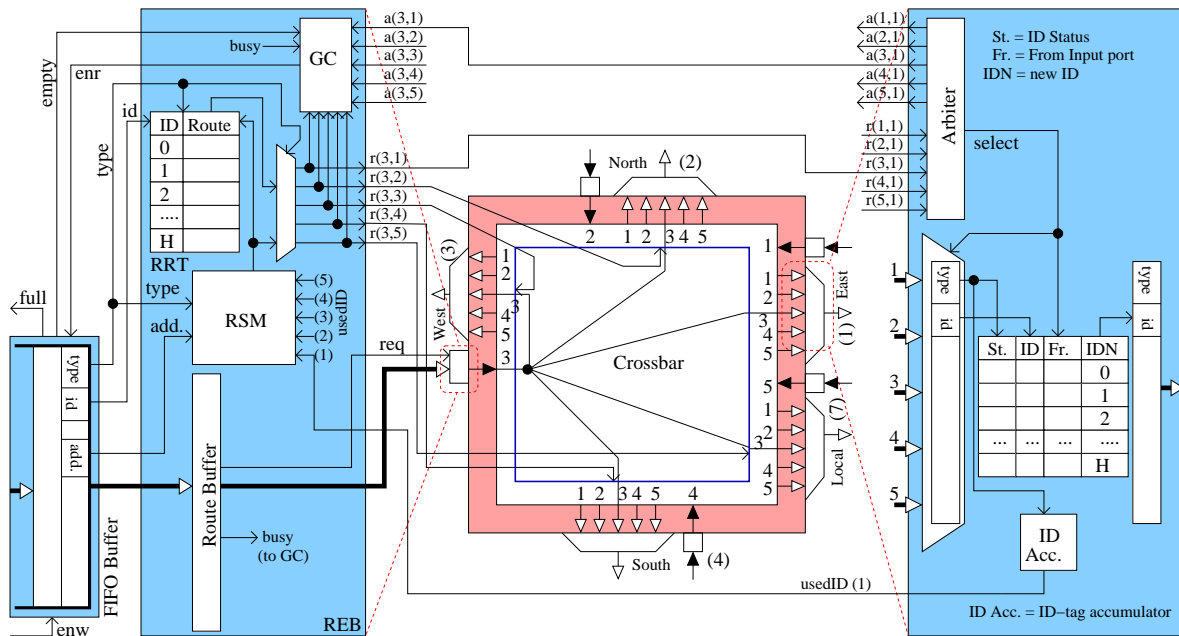 empty
enr
busy
GC
a(3,1)
a(3,2)
a(3,3)
a(3,4)
a(3,5)
id
type
ID Route
0
1
2
....
H
RRT
r(3,1)
r(3,2)
r(3,3)
r(3,4)
r(3,5)
type
add.
RSM
(5)
(4)
(3)
(2)
(1)
usedID
full
type
id
add.
FIFO Buffer
enw
Route Buffer
busy
(to GC)
REB
req
North
(2)
2
1 2 3 4 5
(3)
West
1
2
3
4
5
3
Crossbar
1
1
2
3
4
5
East
(1)
5
1
2
3
4
5
(7)
Local
1 2 3 4 5
4
South
(4)
usedID (1)
a(1,1)
a(2,1)
a(3,1)
a(4,1)
a(5,1)
r(1,1)
r(2,1)
r(3,1)
r(4,1)
r(5,1)
Arbiter
select
St. = ID Status
Fr. = From Input port
IDN = new ID
1
2
3
4
5
type
id
St. ID Fr. IDN
0
1
2
... ... ....
H
type
id
ID
Acc.
ID Acc. = ID−tag accumulator